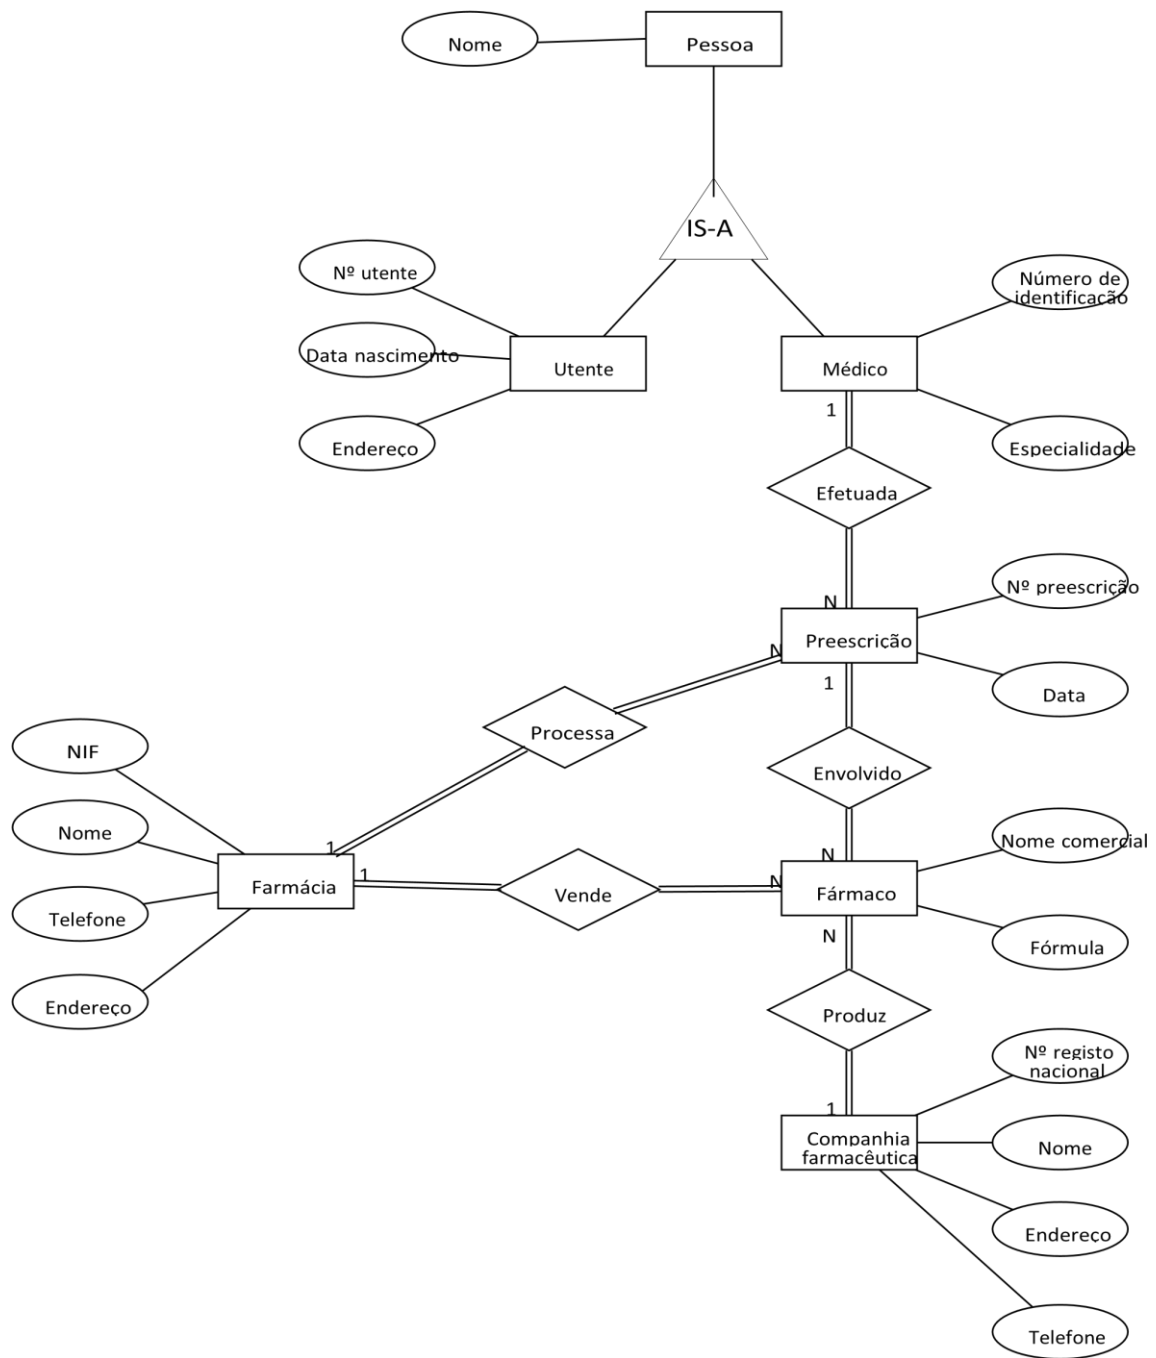 Nome
Pessoa
IS-A
Nº utente
Número de
identificação
Data nascimento
Utente
Médico
Endereço
1
Especialidade
Efetuada
Nº preescrição
N
Preescrição
N
1
Data
Processa
NIF
Envolvido
Nome
Nome comercial
1
N
Farmácia
1
Vende
N
Fármaco
Telefone
N
Fórmula
Endereço
Produz
Nº registo
nacional
1
Companhia
farmacêutica
Nome
Endereço
Telefone